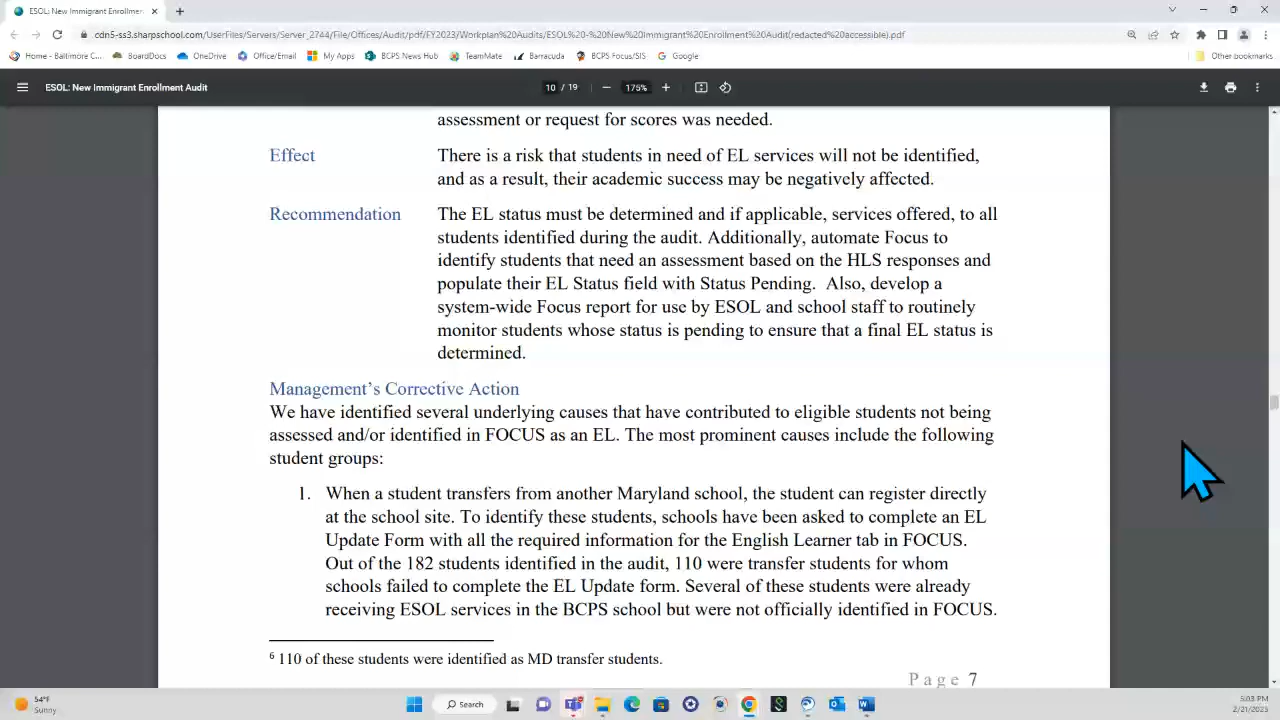 ESOL: New Immigrant Enrollment
cdn5-ss3.sharpschool.com/UserFiles/Servers/Server_2744/File/Offices/Audit/pdf/FY2023/Workplan%20Audits/ESOL%20-%20New%20Immigrant%20Enrollment%20Audit(redacted%20accessible).pdf
Home - Baltimore C... BoardDocs OneDrive Office/Email My Apps BCPS News Hub TeamMate Barracuda BCPS Focus/SIS Google Other bookmarks
ESOL: New Immigrant Enrollment Audit 10 / 19 175%
assessment or request for scores was needed.
Effect There is a risk that students in need of EL services will not be identified,
and as a result, their academic success may be negatively affected.
Recommendation The EL status must be determined and if applicable, services offered, to all
students identified during the audit. Additionally, automate Focus to
identify students that need an assessment based on the HLS responses and
populate their EL Status field with Status Pending. Also, develop a
system-wide Focus report for use by ESOL and school staff to routinely
monitor students whose status is pending to ensure that a final EL status is
determined.
Management's Corrective Action
We have identified several underlying causes that have contributed to eligible students not being
assessed and/or identified in FOCUS as an EL. The most prominent causes include the following
student groups:
1. When a student transfers from another Maryland school, the student can register directly
at the school site. To identify these students, schools have been asked to complete an EL
Update Form with all the required information for the English Learner tab in FOCUS.
Out of the 182 students identified in the audit, 110 were transfer students for whom
schools failed to complete the EL Update form. Several of these students were already
receiving ESOL services in the BCPS school but were not officially identified in FOCUS.
6 110 of these students were identified as MD transfer students.
Page 7
54°F
Sunny
Search
5:03 PM
2/21/2023